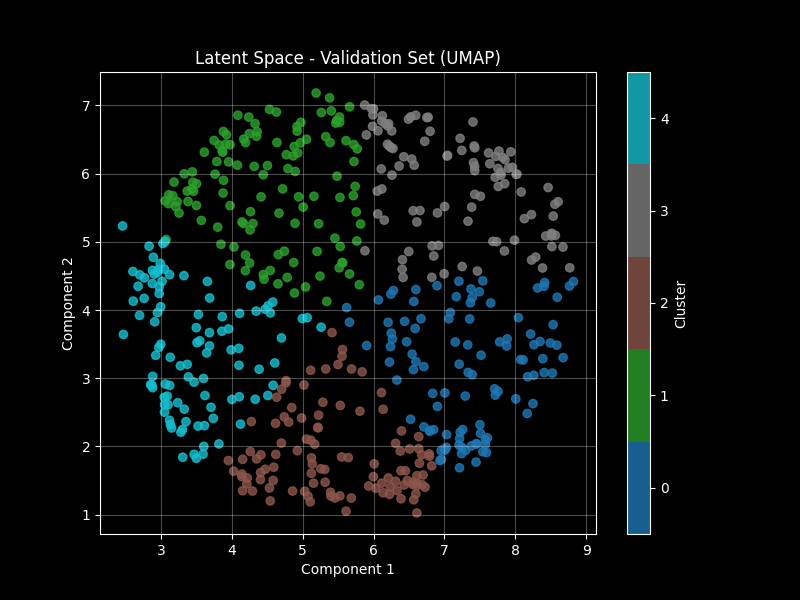 Latent Space - Validation Set (UMAP)
7
6
5
4
3
2
1
Component 2
3 4 5 6 7 8 9
Component 1
4
3
2
1
0
Cluster